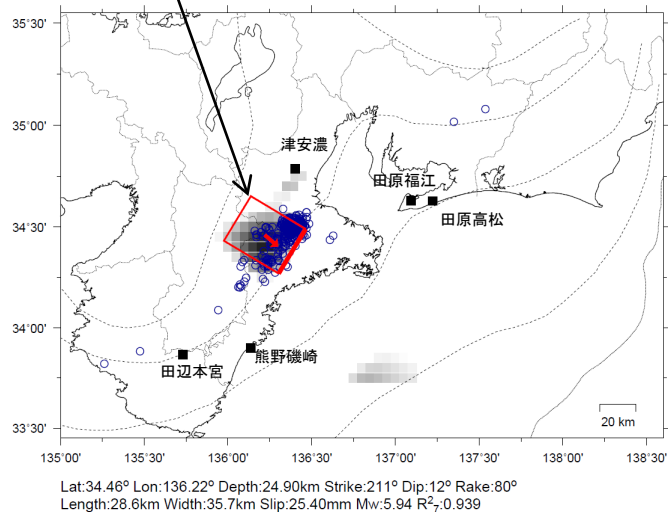 35°30'
35°00'
津安濃
田原福江
田原高松
34°30'
34°00'
田辺本宮
熊野磯崎
33°30'
20 km
135°00' 135°30' 136°00' 136°30' 137°00' 137°30' 138°00' 138°30'
Lat:34.46° Lon:136.22° Depth:24.90km Strike:211° Dip:12° Rake:80°
Length:28.6km Width:35.7km Slip:25.40mm Mw:5.94 R²₇:0.939